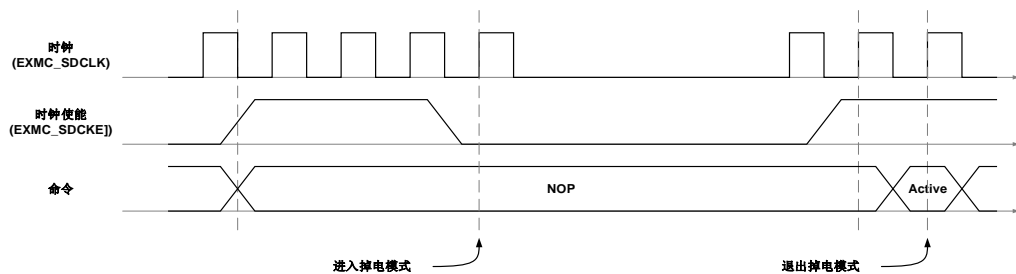 时钟
(EXMC_SDCLK)
时钟使能
(EXMC_SDCKE])
命令
NOP
Active
进入掉电模式
退出掉电模式